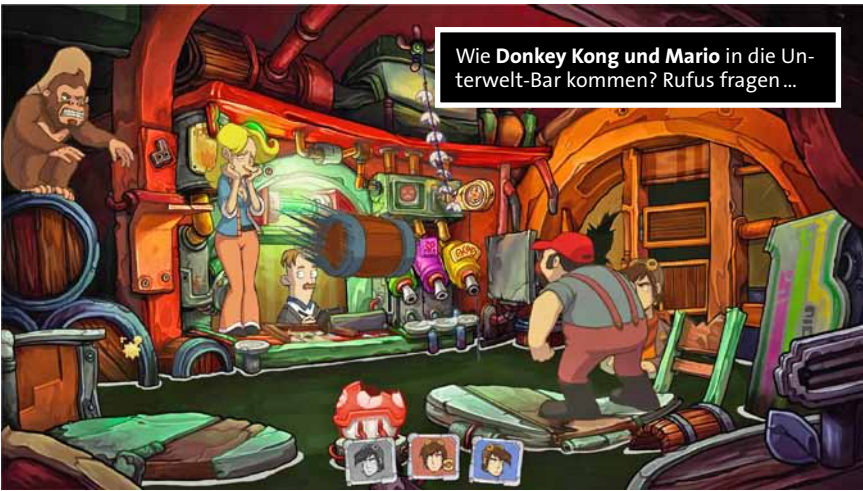 Wie Donkey Kong und Mario in die Un-
terwelt-Bar kommen? Rufus fragen ...